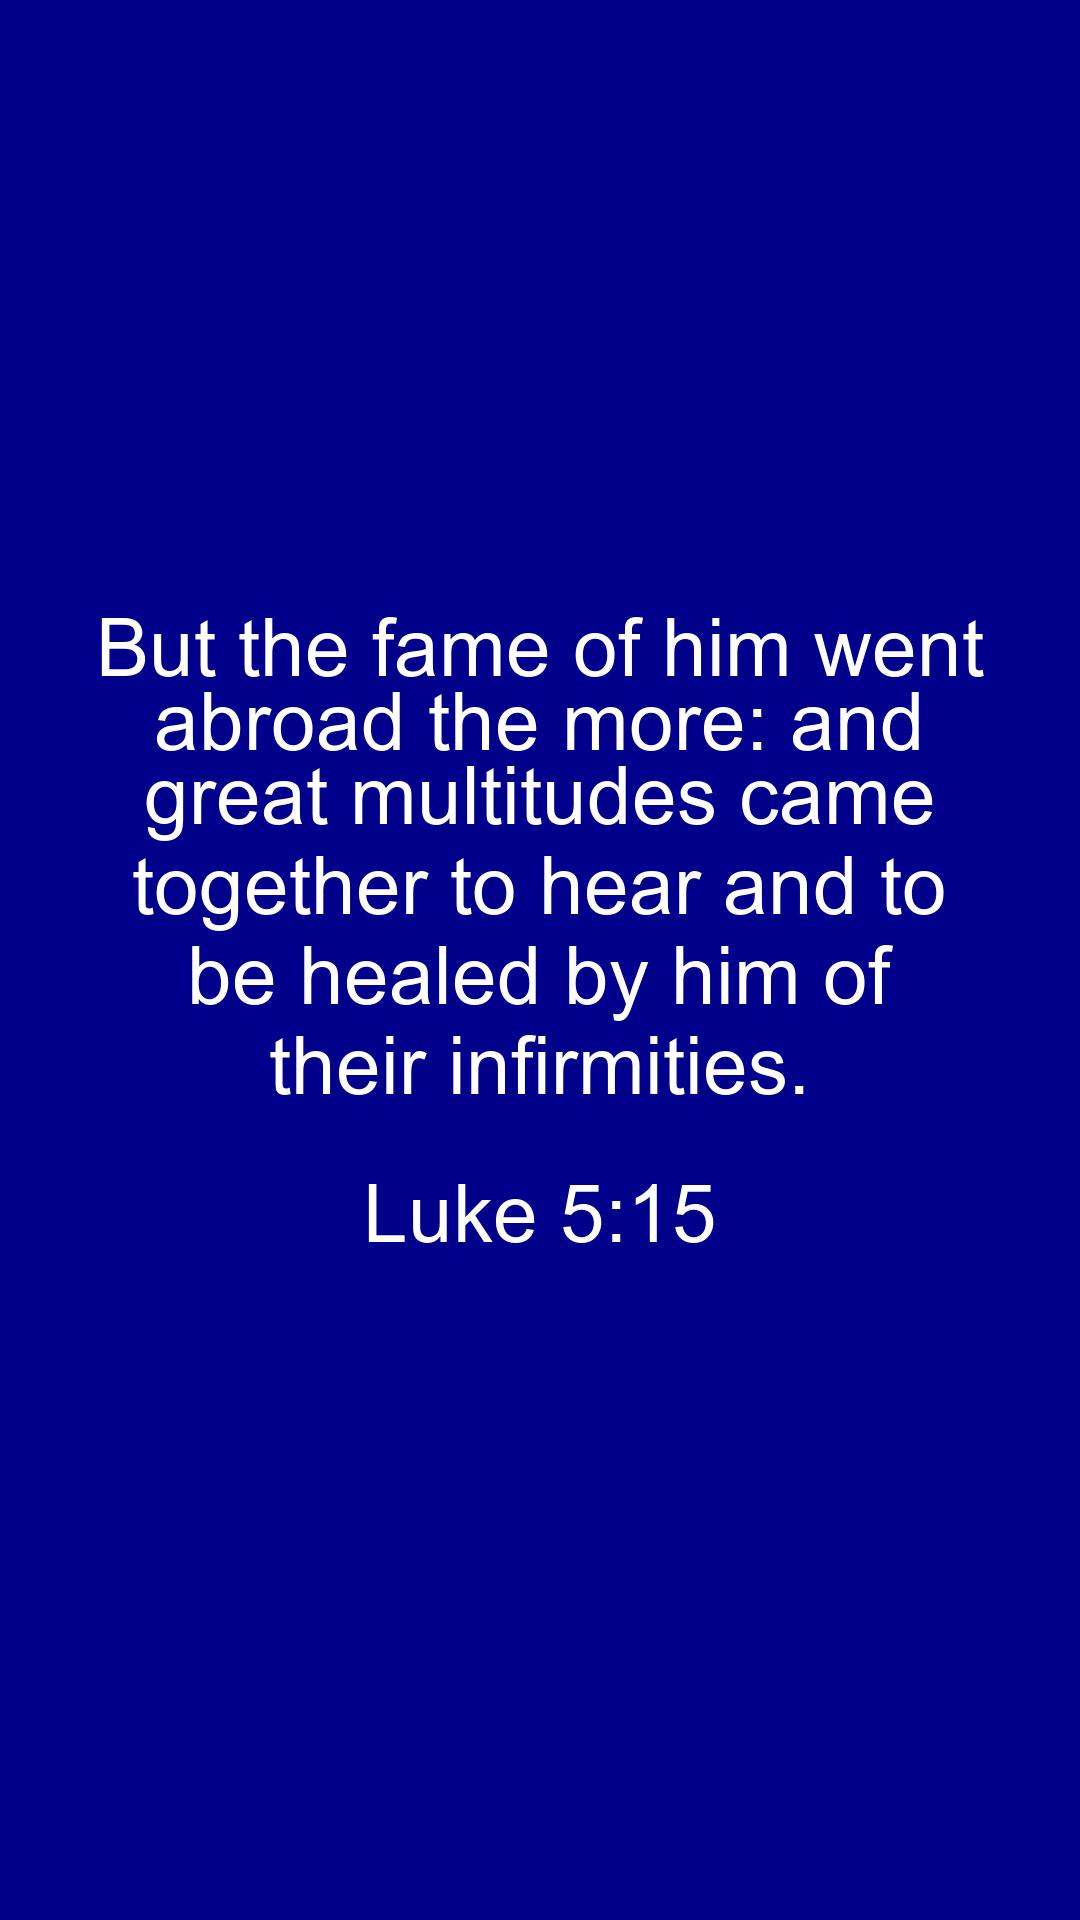 But the fame of him went
abroad the more: and
great multitudes came
together to hear and to
be healed by him of
their infirmities.
Luke 5:15